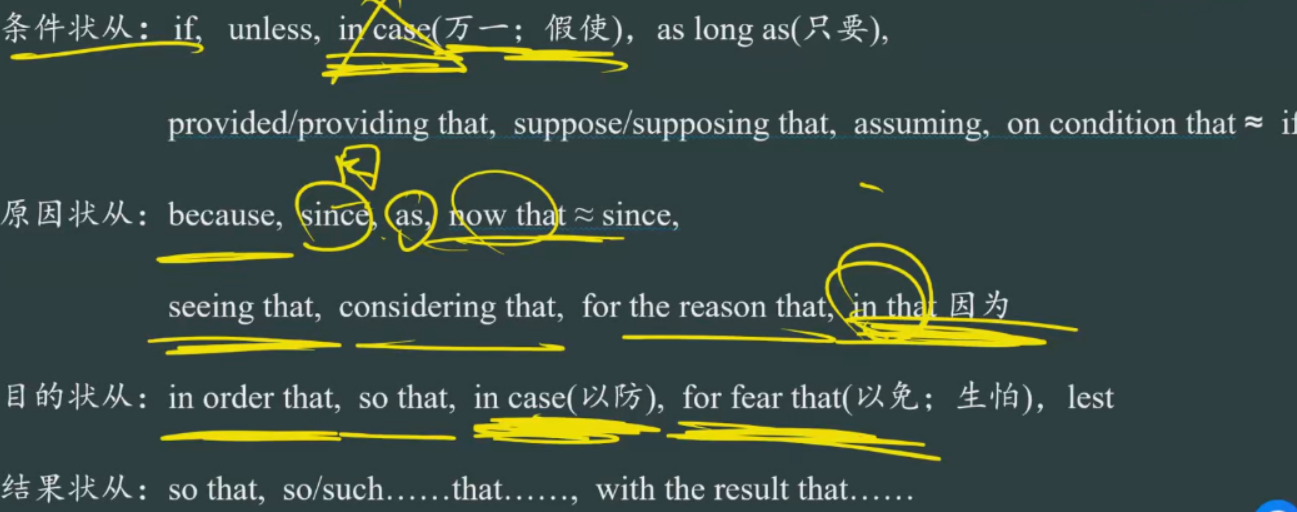 条件状从：if, unless, in case(万一；假使)，as long as(只要),
provided/providing that, suppose/supposing that, assuming, on condition that ≈ if
原因状从：because, since, as, now that ≈ since,
seeing that, considering that, for the reason that, in that 因为
目的状从：in order that, so that, in case(以防), for fear that(以免；生怕)，lest
结果状从：so that, so/such……that……, with the result that……